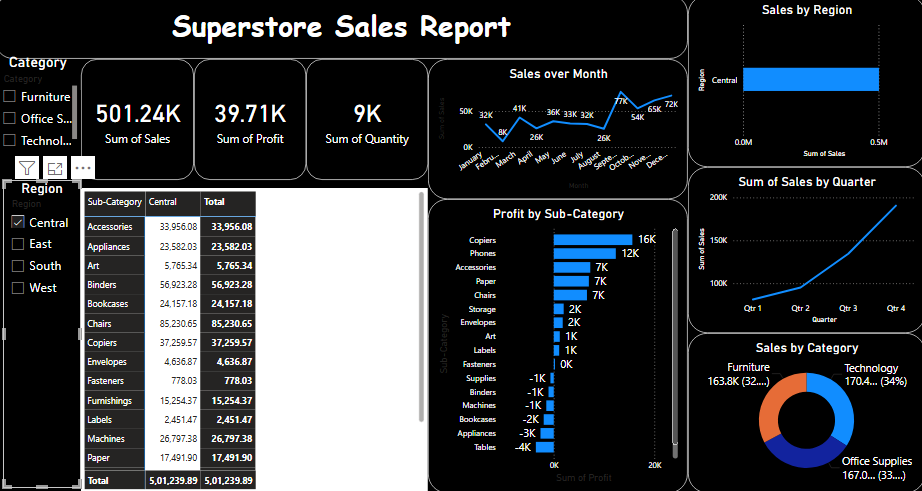 Superstore Sales Report
Category
Category
Furniture
Office S...
Technol...
Region
Region
Central
East
South
West
501.24K
Sum of Sales
39.71K
Sum of Profit
9K
Sum of Quantity
Sub-Category Central Total
Accessories 33,956.08 33,956.08
Appliances 23,582.03 23,582.03
Art 5,765.34 5,765.34
Binders 56,923.28 56,923.28
Bookcases 24,157.18 24,157.18
Chairs 85,230.65 85,230.65
Copiers 37,259.57 37,259.57
Envelopes 4,636.87 4,636.87
Fasteners 778.03 778.03
Furnishings 15,254.37 15,254.37
Labels 2,451.47 2,451.47
Machines 26,797.38 26,797.38
Paper 17,491.90 17,491.90
Total 5,01,239.89 5,01,239.89
Sales over Month
Sum of Sales
50K
0K
32K
8K
41K
26K
36K
33K
32K
26K
77K
54K
65K
72K
January
Febru...
March
April
May
June
July
August
Septe...
Octob...
Nove...
Dece...
Month
Profit by Sub-Category
Sub-Category
Copiers 16K
Phones 12K
Accessories 7K
Paper 7K
Chairs 7K
Storage 2K
Envelopes 2K
Art 1K
Labels 1K
Fasteners 0K
Supplies -1K
Binders -1K
Machines -1K
Bookcases -2K
Appliances -3K
Tables -4K
0K 20K
Sum of Profit
Sales by Region
Region
Central
0.0M 0.5M
Sum of Sales
Sum of Sales by Quarter
Sum of Sales
200K
150K
100K
Qtr 1 Qtr 2 Qtr 3 Qtr 4
Quarter
Sales by Category
Furniture
163.8K (32....)
Technology
170.4... (34%)
Office Supplies
167.0... (33....)